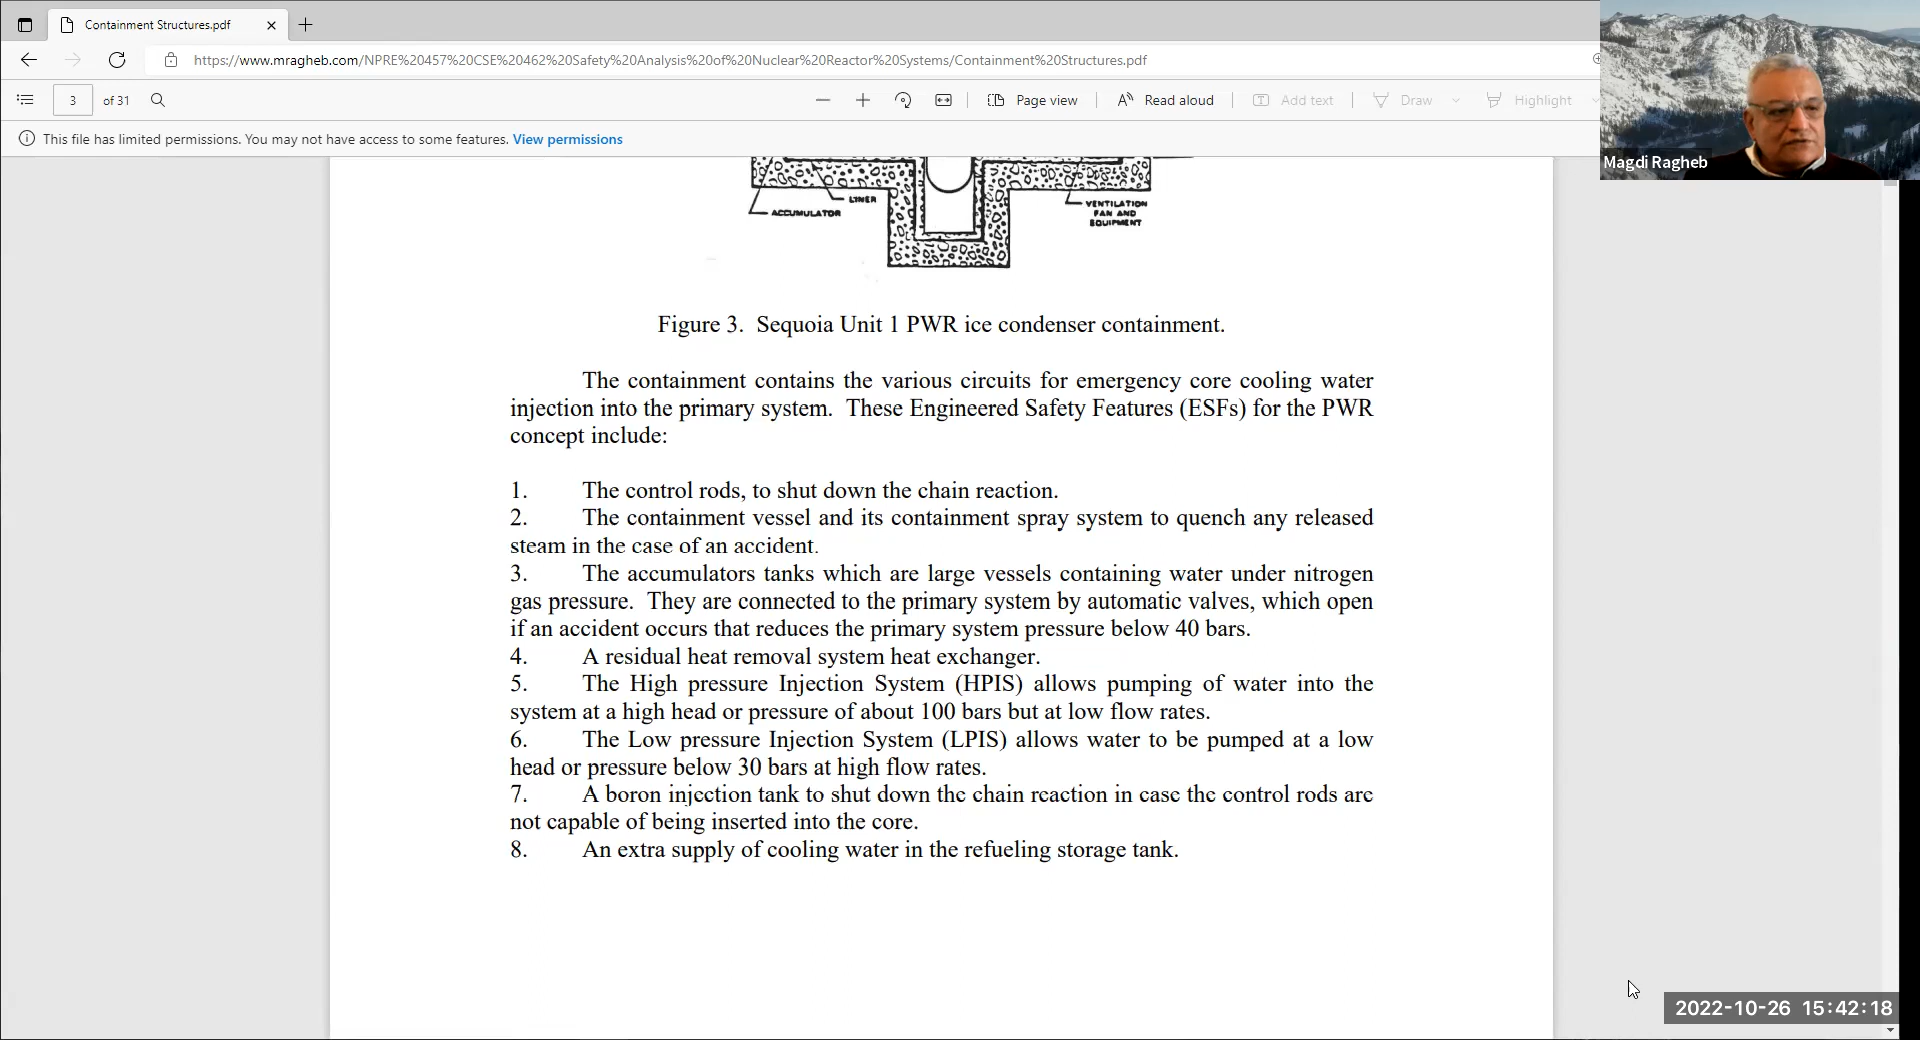 Containment Structures.pdf
https://www.mragheb.com/NPRE%20457%20CSE%20462%20Safety%20Analysis%20of%20Nuclear%20Reactor%20Systems/Containment%20Structures.pdf
3 of 31
Page view
Read aloud
Add text
Draw
Highlight
This file has limited permissions. You may not have access to some features. View permissions
Magdi Ragheb
LINER
ACCUMULATOR
VENTILATION
FAN AND
EQUIPMENT
Figure 3. Sequoia Unit 1 PWR ice condenser containment.
The containment contains the various circuits for emergency core cooling water
injection into the primary system. These Engineered Safety Features (ESFs) for the PWR
concept include:
1. The control rods, to shut down the chain reaction.
2. The containment vessel and its containment spray system to quench any released
steam in the case of an accident.
3. The accumulators tanks which are large vessels containing water under nitrogen
gas pressure. They are connected to the primary system by automatic valves, which open
if an accident occurs that reduces the primary system pressure below 40 bars.
4. A residual heat removal system heat exchanger.
5. The High pressure Injection System (HPIS) allows pumping of water into the
system at a high head or pressure of about 100 bars but at low flow rates.
6. The Low pressure Injection System (LPIS) allows water to be pumped at a low
head or pressure below 30 bars at high flow rates.
7. A boron injection tank to shut down the chain reaction in case the control rods are
not capable of being inserted into the core.
8. An extra supply of cooling water in the refueling storage tank.
2022-10-26 15:42:18